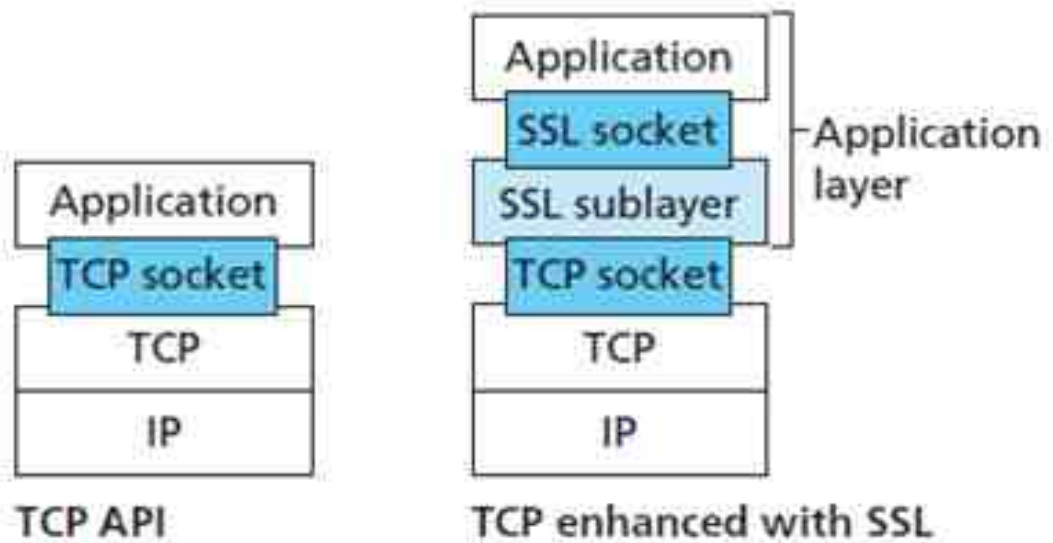 Application
TCP socket
TCP
IP
TCP API
Application
SSL socket
SSL sublayer
TCP socket
TCP
IP
Application
layer
TCP enhanced with SSL